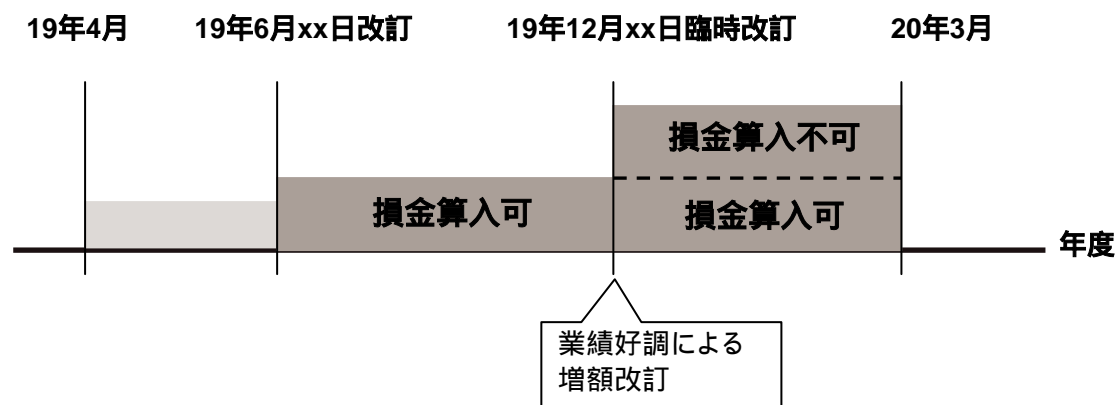 19年4月
19年6月xx日改訂
19年12月xx日臨時改訂
20年3月
損金算入不可
損金算入可
損金算入可
年度
業績好調による
増額改訂